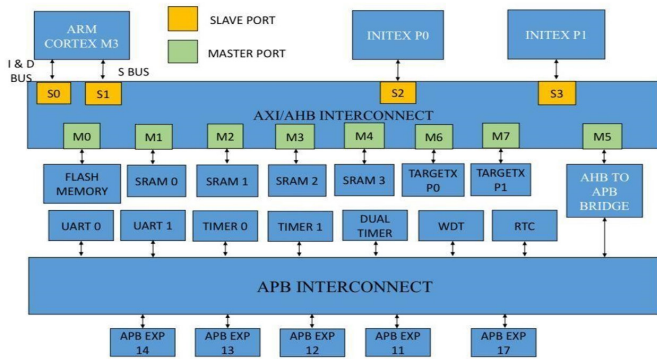 ARM
CORTEX M3
SLAVE PORT
MASTER PORT
INITEX P0
INITEX P1
I & D
BUS
S BUS
S0
S1
S2
S3
AXI/AHB INTERCONNECT
M0
M1
M2
M3
M4
M6
M7
M5
FLASH
MEMORY
SRAM 0
SRAM 1
SRAM 2
SRAM 3
TARGETX
P0
TARGETX
P1
AHB TO
APB
BRIDGE
UART 0
UART 1
TIMER 0
TIMER 1
DUAL
TIMER
WDT
RTC
APB INTERCONNECT
APB EXP
14
APB EXP
13
APB EXP
12
APB EXP
11
APB EXP
17